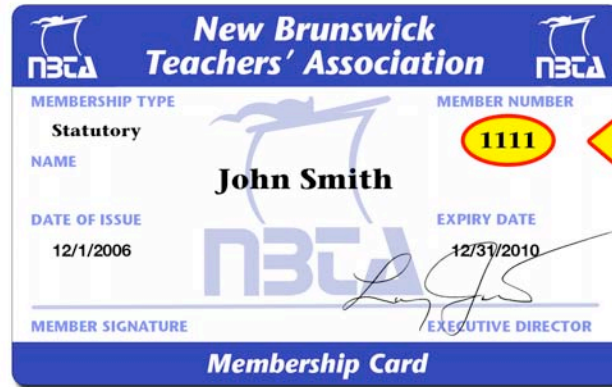 New Brunswick
Teachers' Association
NBTA
NBTA
MEMBERSHIP TYPE
MEMBER NUMBER
Statutory
1111
NAME
John Smith
DATE OF ISSUE
EXPIRY DATE
12/1/2006
12/31/2010
NBTA
MEMBER SIGNATURE
EXECUTIVE DIRECTOR
Membership Card